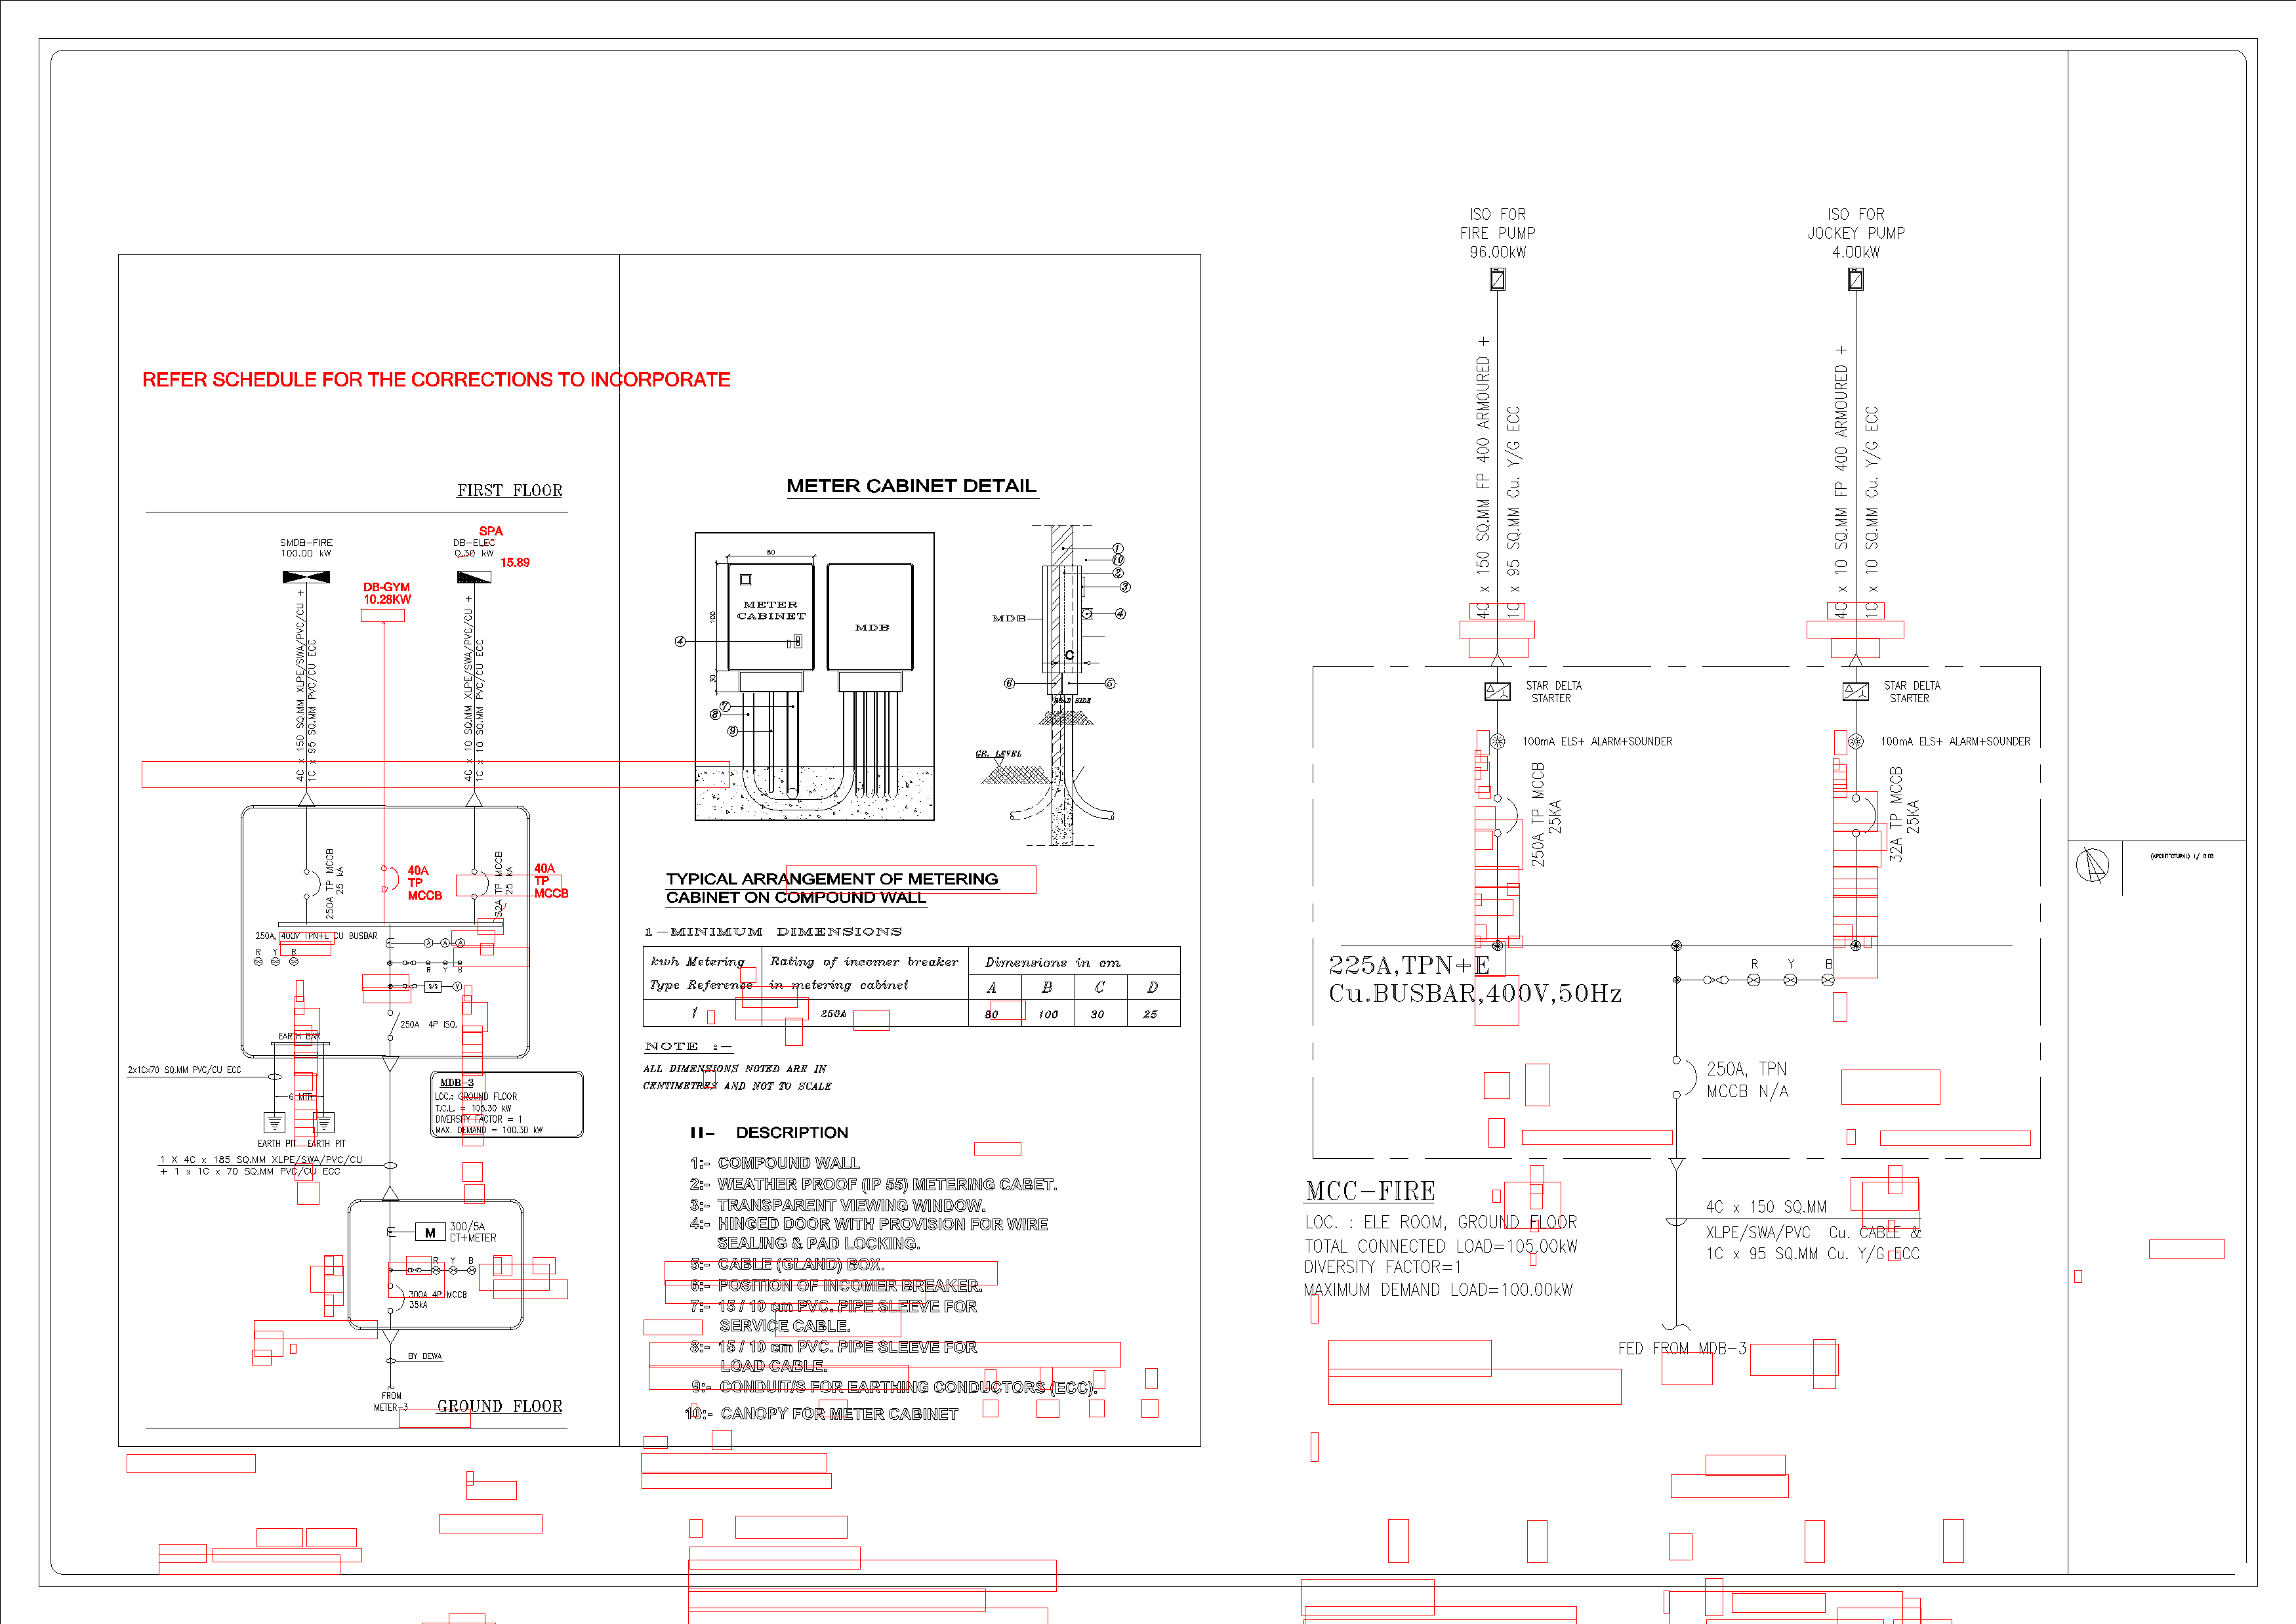 REFER SCHEDULE FOR THE CORRECTIONS TO INCORPORATE
FIRST FLOOR
SMDB-FIRE
100.00 kW
SPA
DB-ELEC
0.30 kW
15.89
DB-GYM
10.28KW
4C x 150 SQ.MM XLPE/SWA/PVC/CU +
1C x 95 SQ.MM PVC/CU ECC
4C x 10 SQ.MM XLPE/SWA/PVC/CU +
1C x 10 SQ.MM PVC/CU ECC
250A TP MCCB
25 kA
40A
TP
MCCB
32A TP MCCB
25 kA
40A
TP
MCCB
250A, 400V TPN+E CU BUSBAR
R Y B
A A A
R Y B
S/S V
250A 4P ISO.
EARTH BAR
2x1Cx70 SQ.MM PVC/CU ECC
6 MTR
EARTH PIT EARTH PIT
MDB-3
LOC.: GROUND FLOOR
T.C.L. = 105.30 kW
DIVERSITY FACTOR = 1
MAX. DEMAND = 100.30 kW
1 X 4C x 185 SQ.MM XLPE/SWA/PVC/CU
+ 1 x 1C x 70 SQ.MM PVC/CU ECC
M
300/5A
CT+METER
R Y B
300A 4P MCCB
35kA
BY DEWA
FROM
METER-3
GROUND FLOOR
METER CABINET DETAIL
80
METER
CABINET
100
MDB
30
4
7
8
9
1
10
2
3
4
MDB
C
6
5
ROAD SIDE
GR. LEVEL
TYPICAL ARRANGEMENT OF METERING
CABINET ON COMPOUND WALL
1-MINIMUM DIMENSIONS
kwh Metering Rating of incomer breaker Dimensions in cm
Type Reference in metering cabinet A B C D
1 250A 80 100 30 25
NOTE :-
ALL DIMENSIONS NOTED ARE IN
CENTIMETRES AND NOT TO SCALE
II- DESCRIPTION
1:- COMPOUND WALL
2:- WEATHER PROOF (IP 55) METERING CABET.
3:- TRANSPARENT VIEWING WINDOW.
4:- HINGED DOOR WITH PROVISION FOR WIRE
SEALING & PAD LOCKING.
5:- CABLE (GLAND) BOX.
6:- POSITION OF INCOMER BREAKER.
7:- 15 / 10 cm PVC. PIPE SLEEVE FOR
SERVICE CABLE.
8:- 15 / 10 cm PVC. PIPE SLEEVE FOR
LOAD CABLE.
9:- CONDUIT/S FOR EARTHING CONDUCTORS (ECC).
10:- CANOPY FOR METER CABINET
ISO FOR
FIRE PUMP
96.00kW
ISO FOR
JOCKEY PUMP
4.00kW
4C x 150 SQ.MM FP 400 ARMOURED +
1C x 95 SQ.MM Cu. Y/G ECC
4C x 10 SQ.MM FP 400 ARMOURED +
1C x 10 SQ.MM Cu. Y/G ECC
STAR DELTA
STARTER
STAR DELTA
STARTER
100mA ELS+ ALARM+SOUNDER
100mA ELS+ ALARM+SOUNDER
250A TP MCCB
25KA
32A TP MCCB
25KA
225A,TPN+E
Cu.BUSBAR,400V,50Hz
R Y B
250A, TPN
MCCB N/A
MCC-FIRE
LOC. : ELE ROOM, GROUND FLOOR
TOTAL CONNECTED LOAD=105.00kW
DIVERSITY FACTOR=1
MAXIMUM DEMAND LOAD=100.00kW
4C x 150 SQ.MM
XLPE/SWA/PVC Cu. CABLE &
1C x 95 SQ.MM Cu. Y/G ECC
FED FROM MDB-3